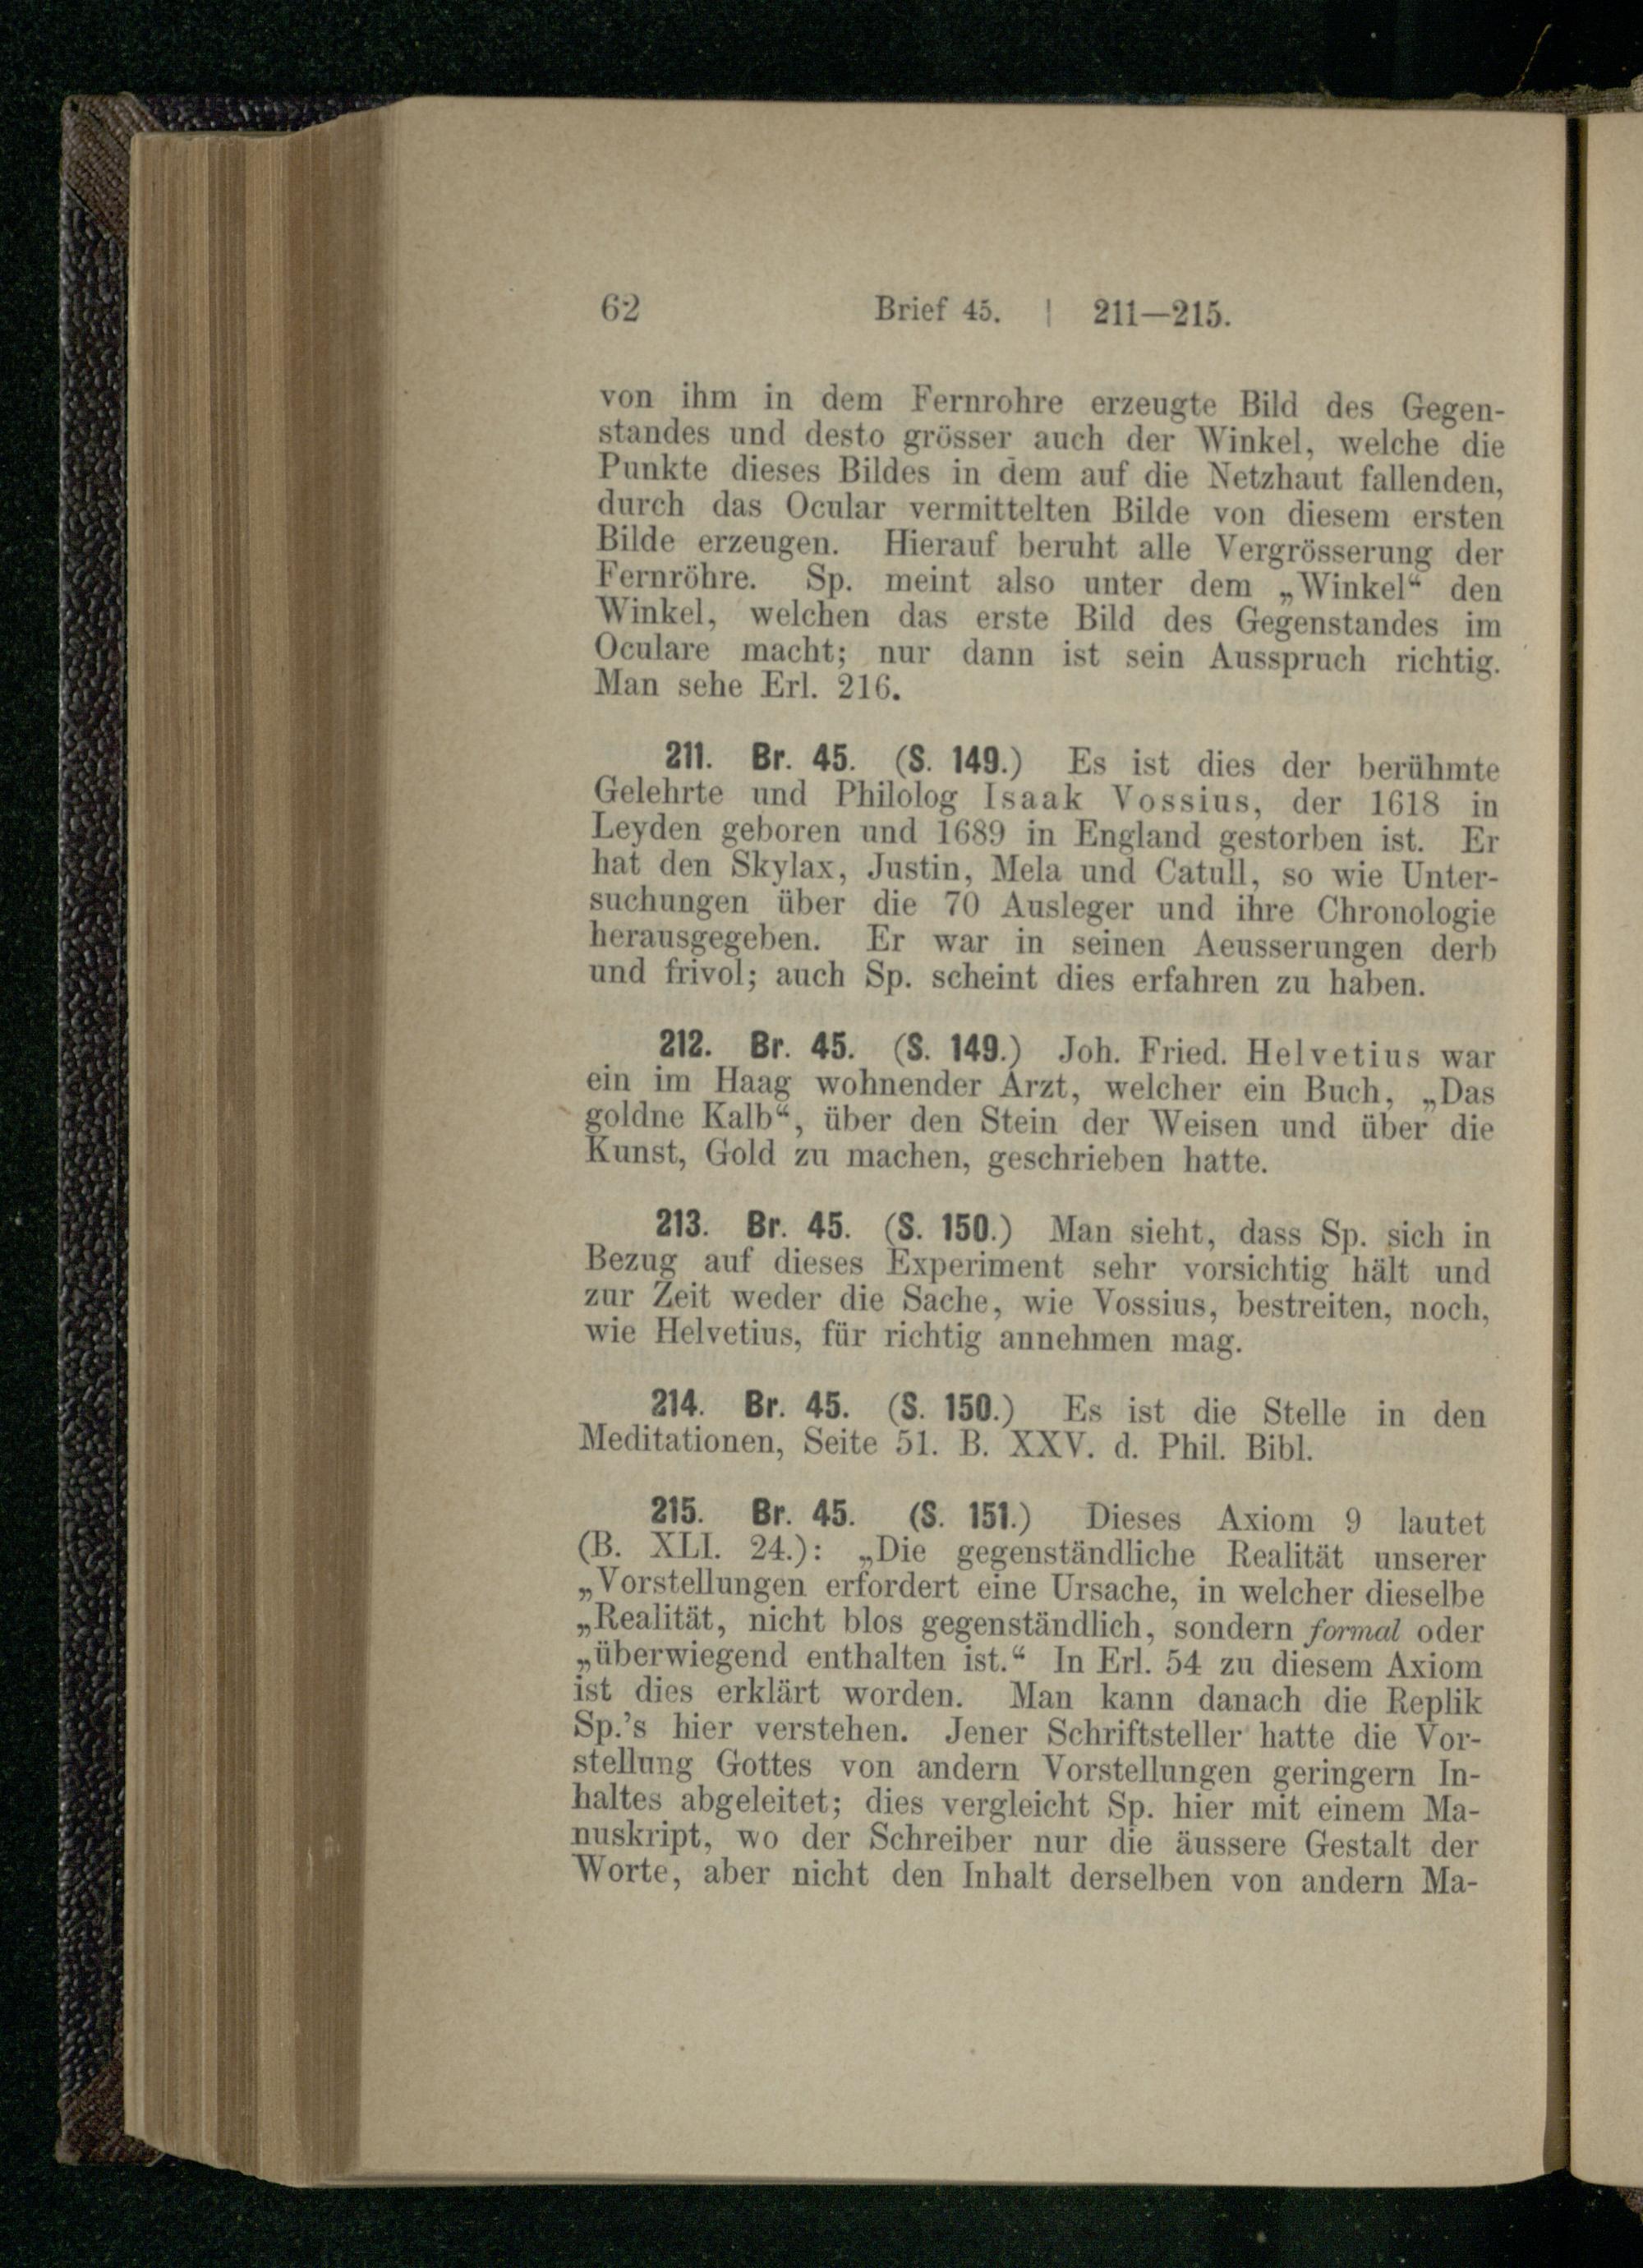 62 Brief 45. | 211—215.
von ihm in dem Fernrohre erzeugte Bild des Gegen-
standes und desto grösser auch der Winkel, welche die
Punkte dieses Bildes in dem auf die Netzhaut fallenden,
durch das Ocular vermittelten Bilde von diesem ersten
Bilde erzeugen. Hierauf beruht alle Vergrösserung der
Fernröhre. Sp. meint also unter dem „Winkel“ den
Winkel, welchen das erste Bild des Gegenstandes im
Oculare macht; nur dann ist sein Ausspruch richtig.
Man sehe Erl. 216.
211. Br. 45. (S. 149.) Es ist dies der berühmte
Gelehrte und Philolog Isaak Vossius, der 1618 in
Leyden geboren und 1689 in England gestorben ist. Er
hat den Skylax, Justin, Mela und Catull, so wie Unter-
suchungen über die 70 Ausleger und ihre Chronologie
herausgegeben. Er war in seinen Aeusserungen derb
und frivol; auch Sp. scheint dies erfahren zu haben.
212. Br. 45. (S. 149.) Joh. Fried. Helvetius war
ein im Haag wohnender Arzt, welcher ein Buch, „Das
goldne Kalb“, über den Stein der Weisen und über die
Kunst, Gold zu machen, geschrieben hatte.
213. Br. 45. (S. 150.) Man sieht, dass Sp. sich in
Bezug auf dieses Experiment sehr vorsichtig hält und
zur Zeit weder die Sache, wie Vossius, bestreiten, noch,
wie Helvetius, für richtig annehmen mag.
214. Br. 45. (S. 150.) Es ist die Stelle in den
Meditationen, Seite 51. B. XXV. d. Phil. Bibl.
215. Br. 45. (S. 151.) Dieses Axiom 9 lautet
(B. XLI. 24.): „Die gegenständliche Realität unserer
„Vorstellungen erfordert eine Ursache, in welcher dieselbe
„Realität, nicht blos gegenständlich, sondern formal oder
„überwiegend enthalten ist.“ In Erl. 54 zu diesem Axiom
ist dies erklärt worden. Man kann danach die Replik
Sp.'s hier verstehen. Jener Schriftsteller hatte die Vor-
stellung Gottes von andern Vorstellungen geringern In-
haltes abgeleitet; dies vergleicht Sp. hier mit einem Ma-
nuskript, wo der Schreiber nur die äussere Gestalt der
Worte, aber nicht den Inhalt derselben von andern Ma-